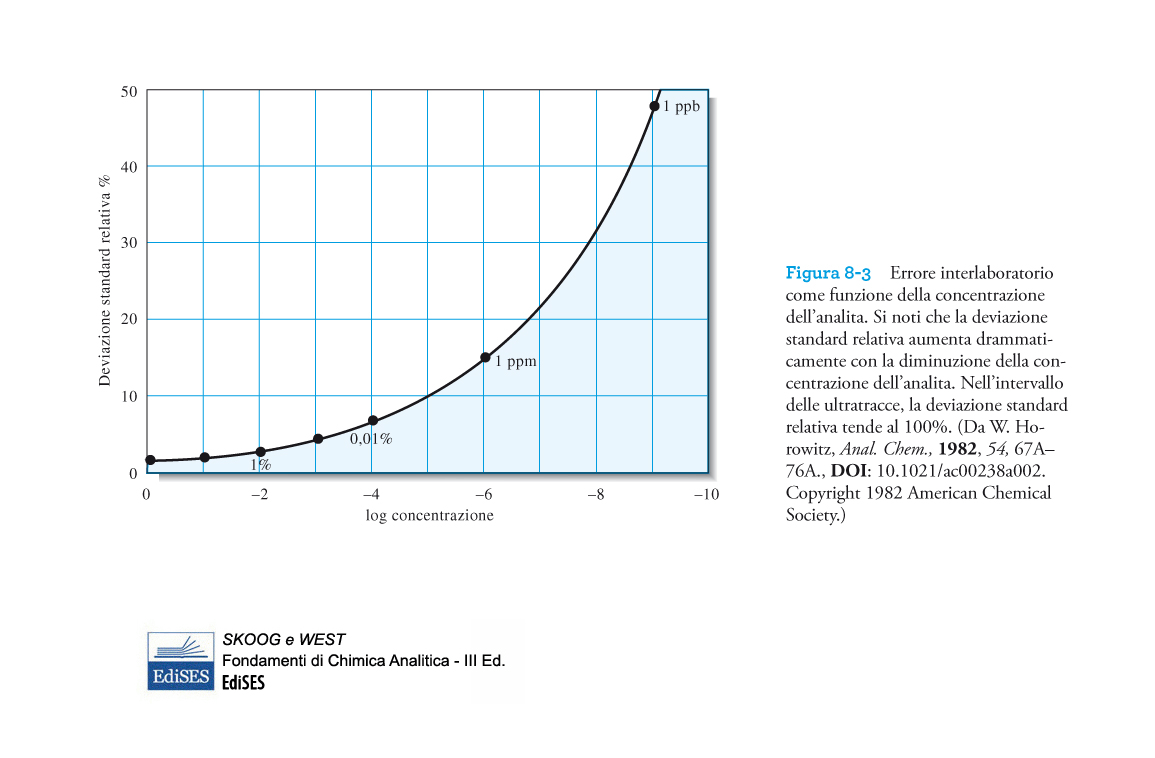 50
40
30
20
10
0
Deviazione standard relativa %
1 ppb
1 ppm
0,01%
1%
0
–2
–4
–6
–8
–10
log concentrazione
Figura 8-3 Errore interlaboratorio
come funzione della concentrazione
dell’analita. Si noti che la deviazione
standard relativa aumenta drammati-
camente con la diminuzione della con-
centrazione dell’analita. Nell’intervallo
delle ultratracce, la deviazione standard
relativa tende al 100%. (Da W. Ho-
rowitz, Anal. Chem., 1982, 54, 67A–
76A., DOI: 10.1021/ac00238a002.
Copyright 1982 American Chemical
Society.)
EdiSES
SKOOG e WEST
Fondamenti di Chimica Analitica - III Ed.
EdiSES